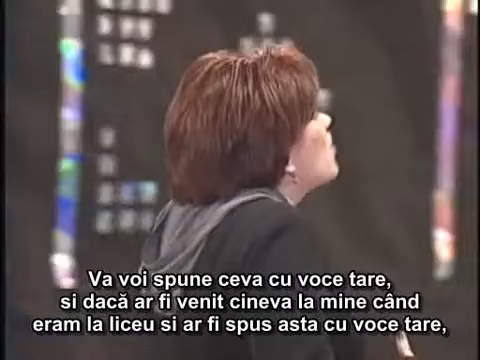 Va voi spune ceva cu voce tare,
si dacă ar fi venit cineva la mine când
eram la liceu si ar fi spus asta cu voce tare,